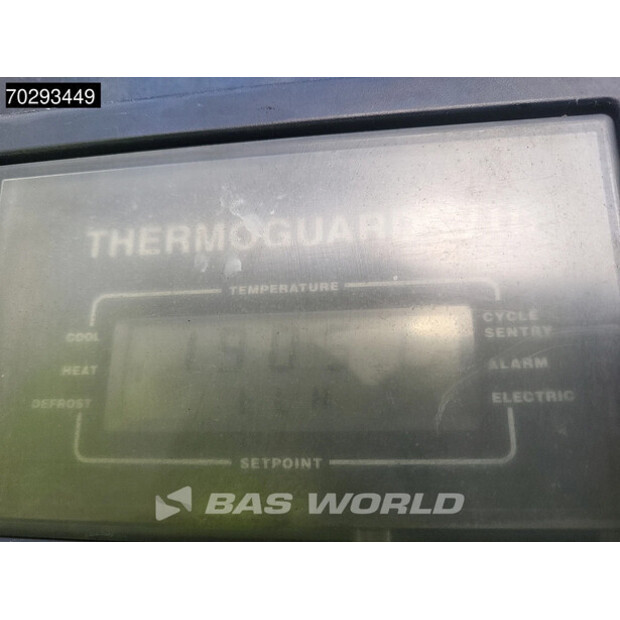 70293449
THERMOGUARD
TEMPERATURE
COOL
HEAT
DEFROST
CYCLE
SENTRY
ALARM
ELECTRIC
SETPOINT
BAS WORLD